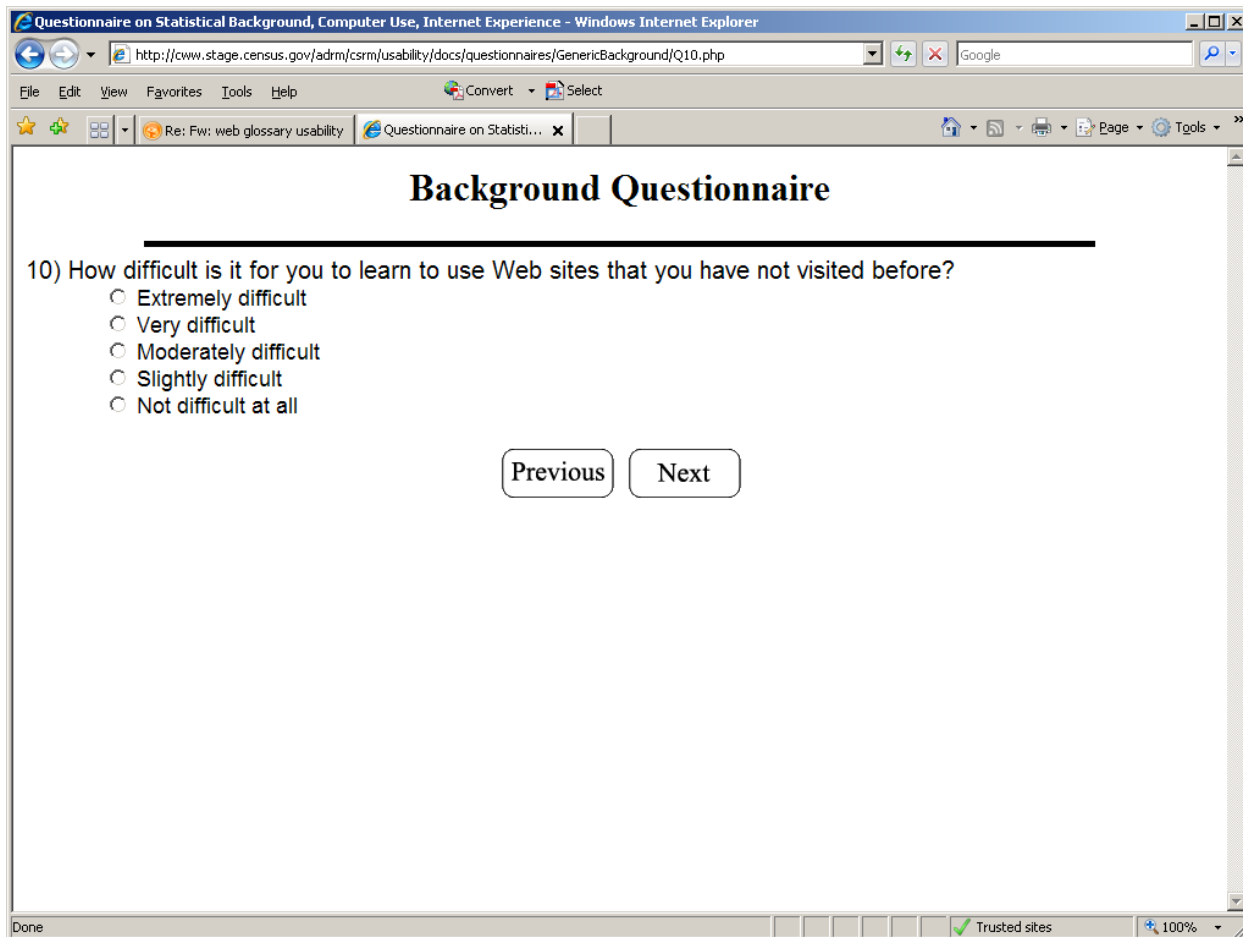 Questionnaire on Statistical Background, Computer Use, Internet Experience - Windows Internet Explorer
http://cww.stage.census.gov/adrm/csrm/usability/docs/questionnaires/GenericBackground/Q10.php Google
File Edit View Favorites Tools Help Convert Select
Re: Fw: web glossary usability Questionnaire on Statisti... Page Tools »
Background Questionnaire
10) How difficult is it for you to learn to use Web sites that you have not visited before?
Extremely difficult
Very difficult
Moderately difficult
Slightly difficult
Not difficult at all
Previous Next
Done Trusted sites 100%